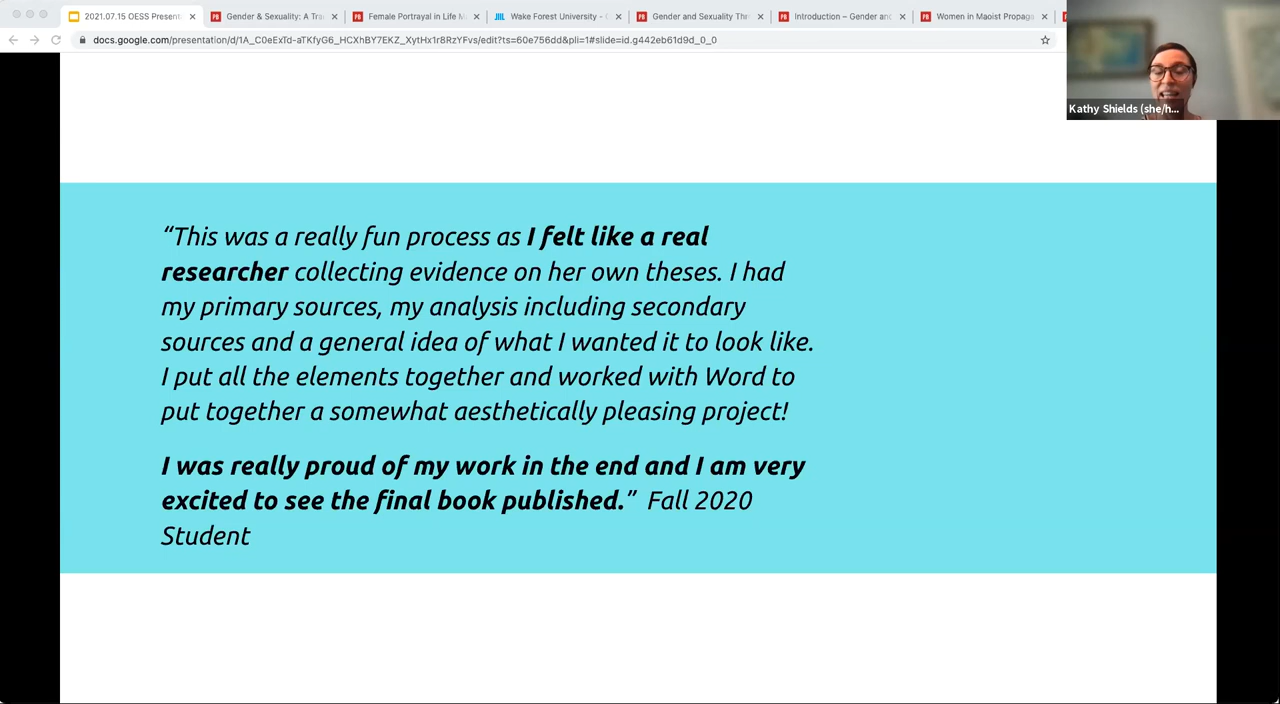 2021.07.15 OESS Present
Gender & Sexuality: A Tra
Female Portrayal in Life M
Wake Forest University - G
Gender and Sexuality Thr
Introduction – Gender and
Women in Maoist Propaga
docs.google.com/presentation/d/1A_C0eExTd-aTKfyG6_HCXhBY7EKZ_XytHx1r8RzYFvs/edit?ts=60e756dd&pli=1#slide=id.g442eb61d9d_0_0
Kathy Shields (she/h...
“This was a really fun process as I felt like a real
researcher collecting evidence on her own theses. I had
my primary sources, my analysis including secondary
sources and a general idea of what I wanted it to look like.
I put all the elements together and worked with Word to
put together a somewhat aesthetically pleasing project!
I was really proud of my work in the end and I am very
excited to see the final book published.” Fall 2020
Student